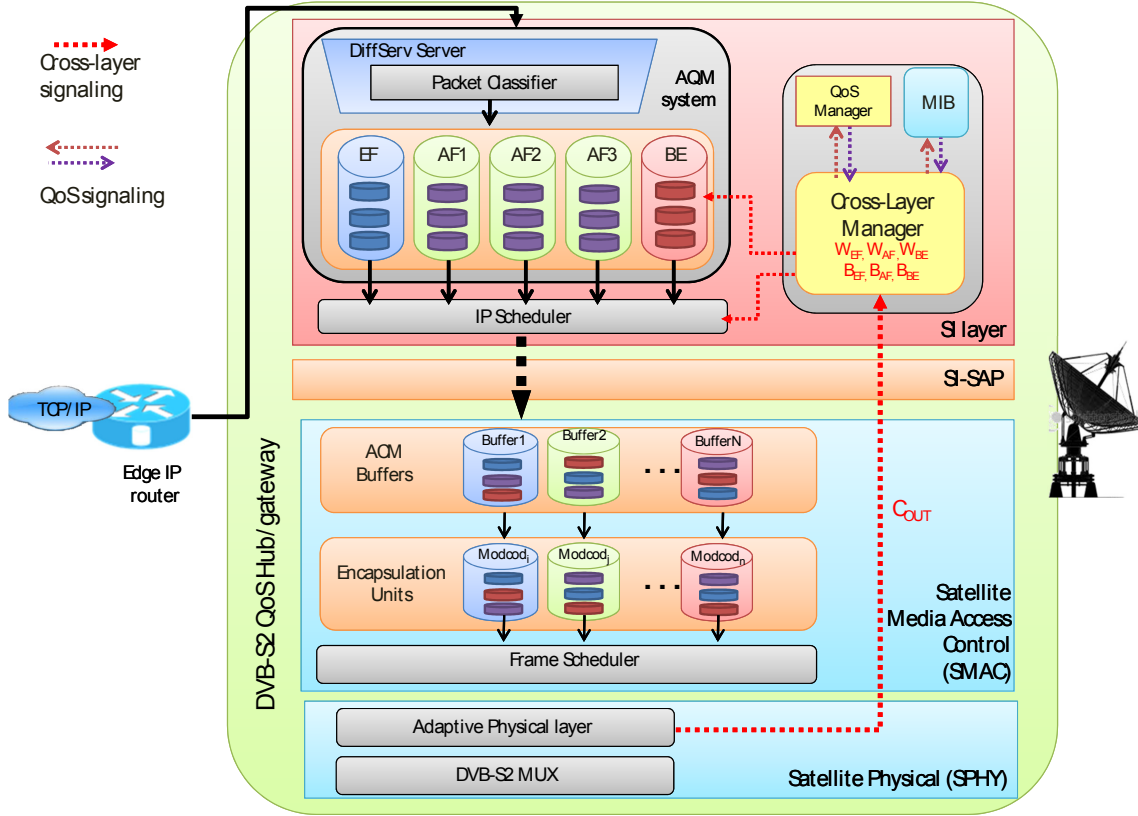 Cross-layer
signaling
QoS signaling
DiffServ Server
Packet Classifier
AQM
system
EF
AF1
AF2
AF3
BE
IP Scheduler
QoS
Manager
MIB
Cross-Layer
Manager
W_EF, W_AF, W_BE
B_EF, B_AF, B_BE
SI layer
SI-SAP
TCP/IP
Edge IP
router
DVB-S2 QoS Hub/gateway
ACM
Buffers
Buffer1
Buffer2
...
BufferN
Encapsulation
Units
Modcod_i
Modcod_j
...
Modcod_n
Frame Scheduler
C_OUT
Satellite
Media Access
Control
(SMAC)
Adaptive Physical layer
DVB-S2 MUX
Satellite Physical (SPHY)